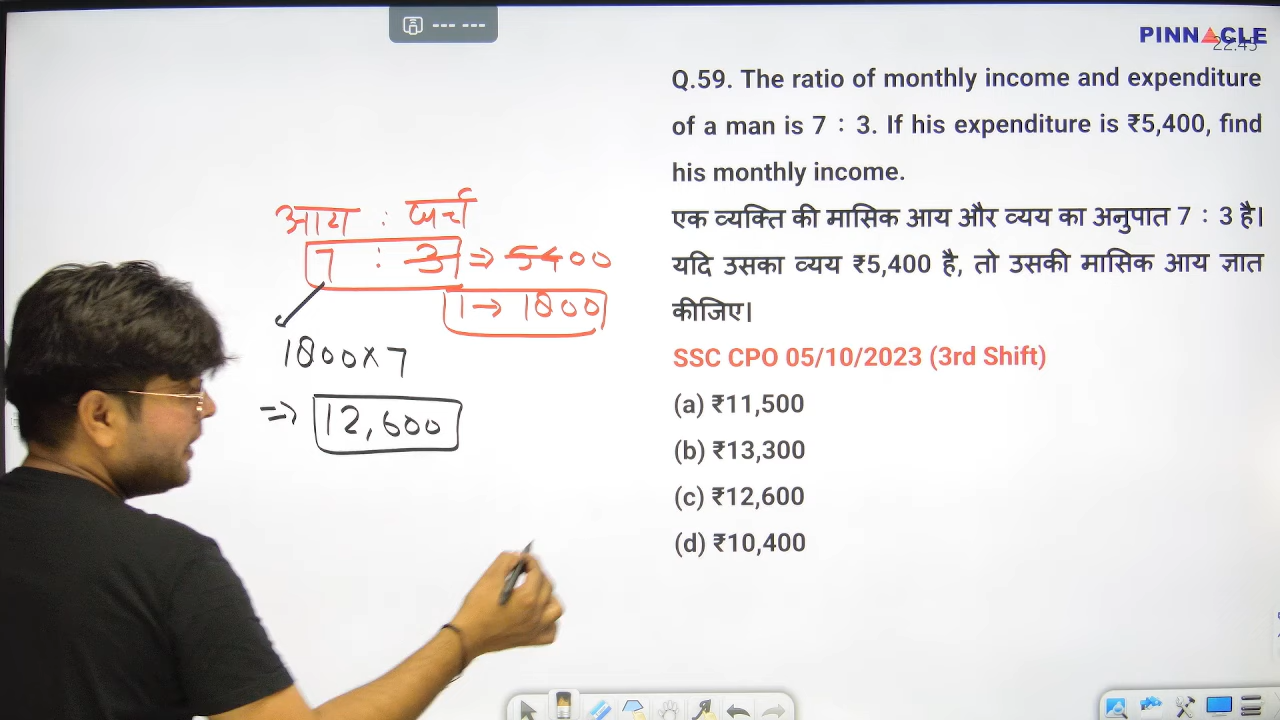 PINNACLE
22:45
Q.59. The ratio of monthly income and expenditure
of a man is 7 : 3. If his expenditure is ₹5,400, find
his monthly income.
एक व्यक्ति की मासिक आय और व्यय का अनुपात 7 : 3 है।
यदि उसका व्यय ₹5,400 है, तो उसकी मासिक आय ज्ञात
कीजिए।
SSC CPO 05/10/2023 (3rd Shift)
(a) ₹11,500
(b) ₹13,300
(c) ₹12,600
(d) ₹10,400
आय : खर्च
7 : 3 ⇒ 5400
1 → 1800
1800×7
⇒ 12,600